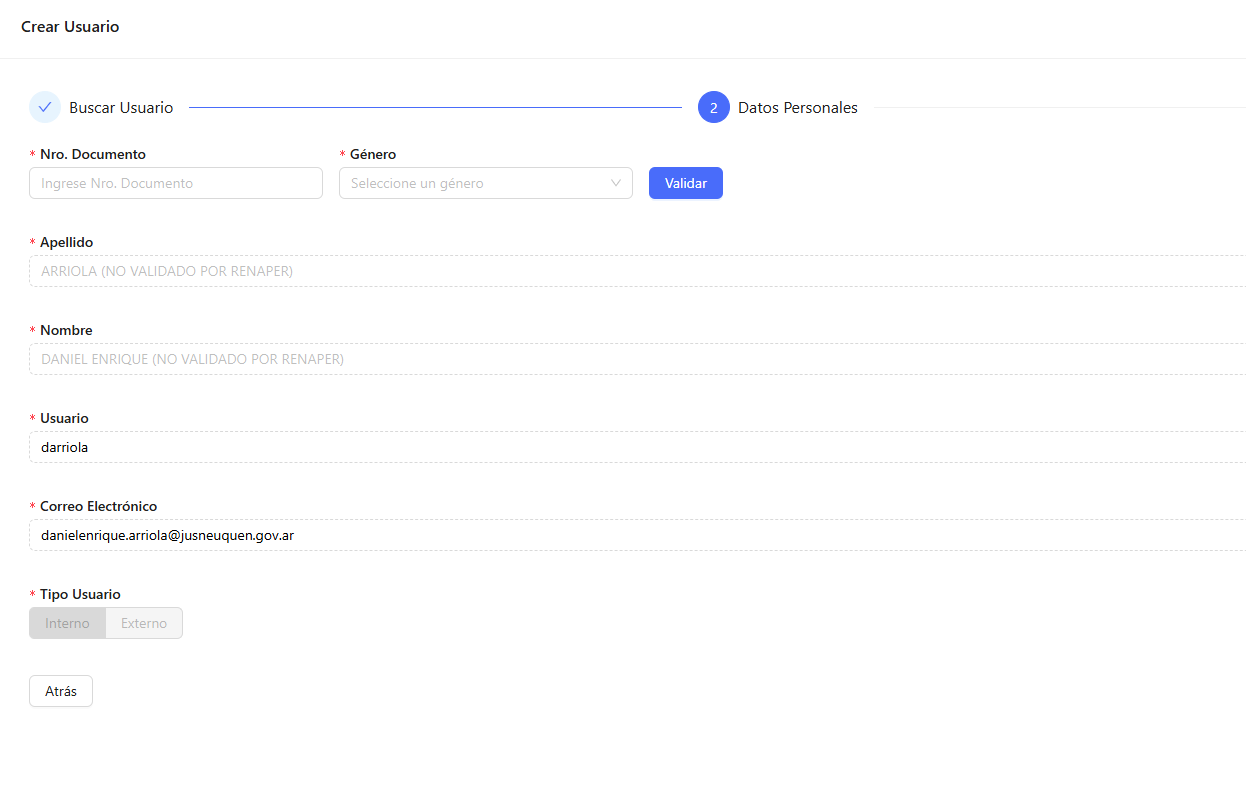 Crear Usuario
Buscar Usuario 2 Datos Personales
* Nro. Documento * Género
Ingrese Nro. Documento Seleccione un género Validar
* Apellido
ARRIOLA (NO VALIDADO POR RENAPER)
* Nombre
DANIEL ENRIQUE (NO VALIDADO POR RENAPER)
* Usuario
darriola
* Correo Electrónico
danielenrique.arriola@jusneuquen.gov.ar
* Tipo Usuario
Interno Externo
Atrás